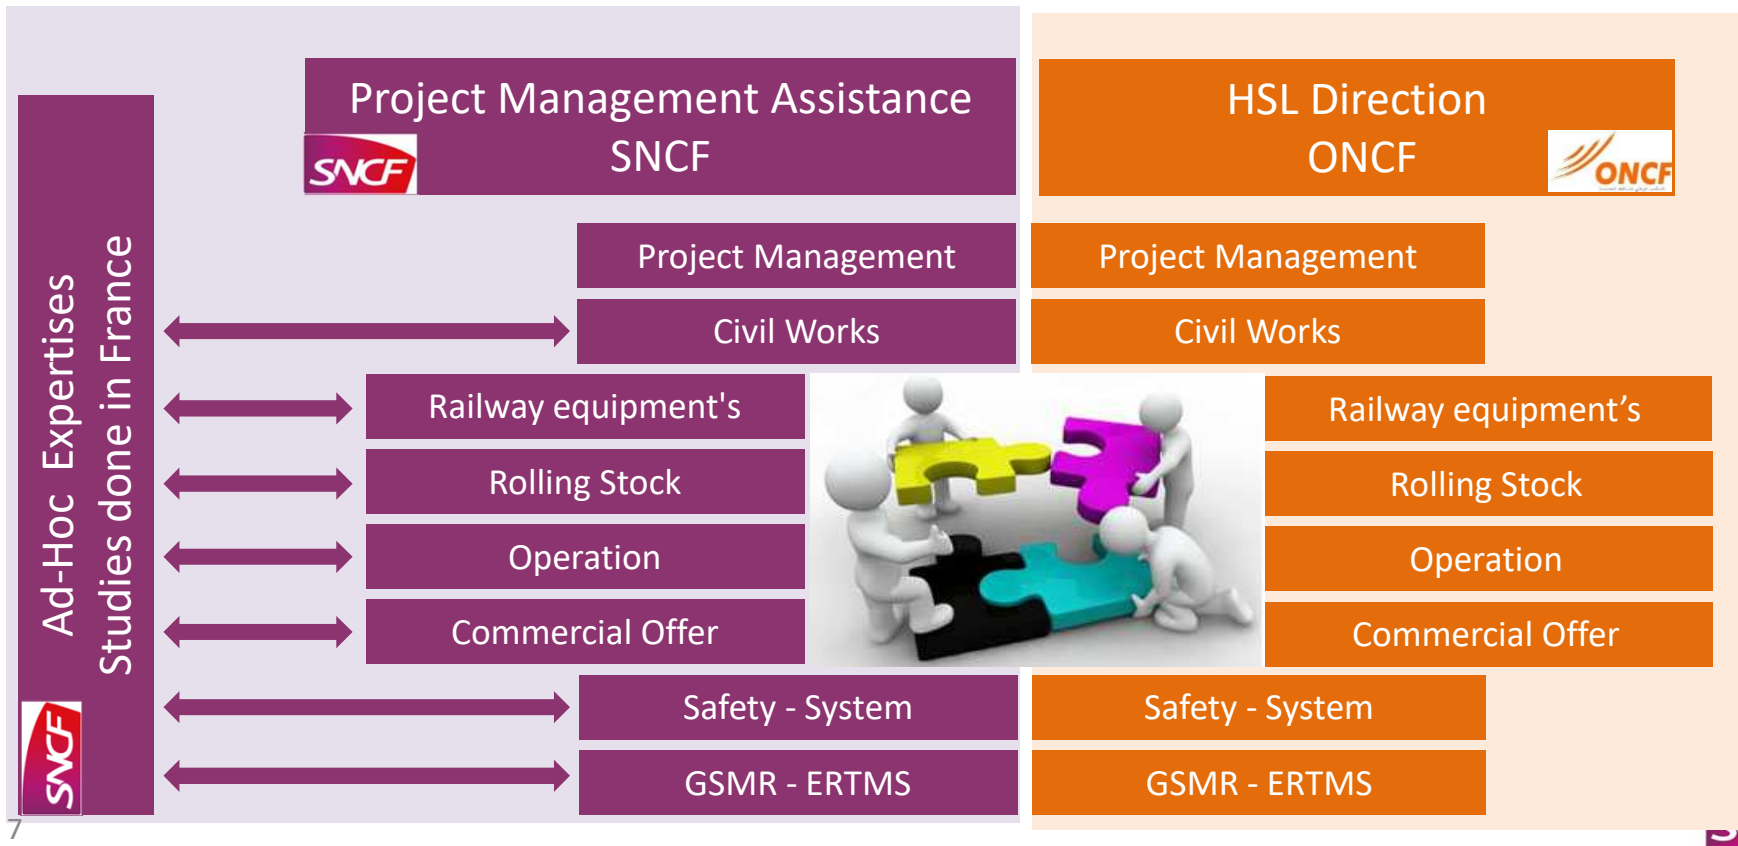 Project Management Assistance
SNCF
SNCF
HSL Direction
ONCF
ONCF
Ad-Hoc Expertises
Studies done in France
SNCF
Project Management
Project Management
Civil Works
Civil Works
Railway equipment's
Railway equipment’s
Rolling Stock
Rolling Stock
Operation
Operation
Commercial Offer
Commercial Offer
Safety - System
Safety - System
GSMR - ERTMS
GSMR - ERTMS
7